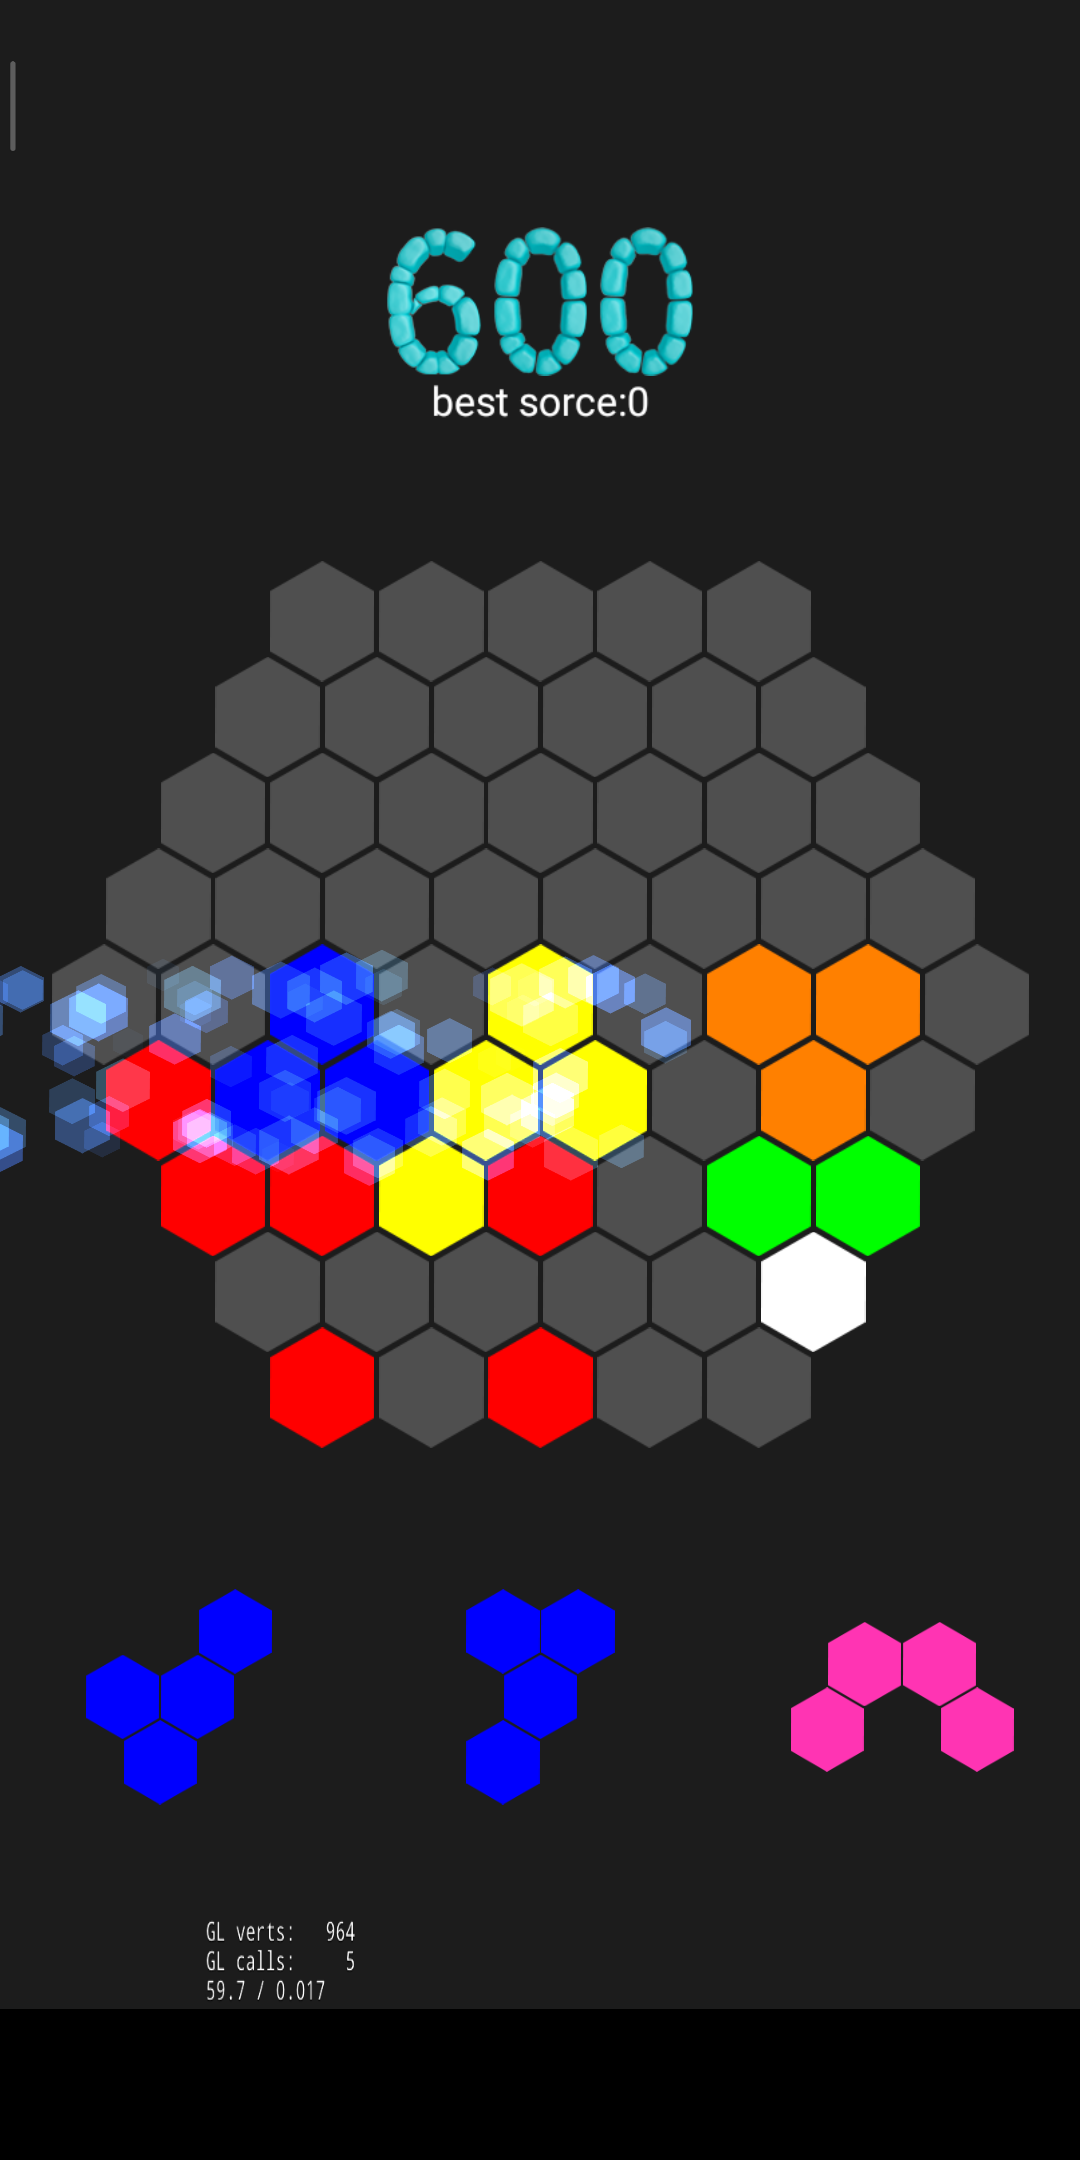 600
best sorce:0
GL verts: 964
GL calls: 5
59.7 / 0.017